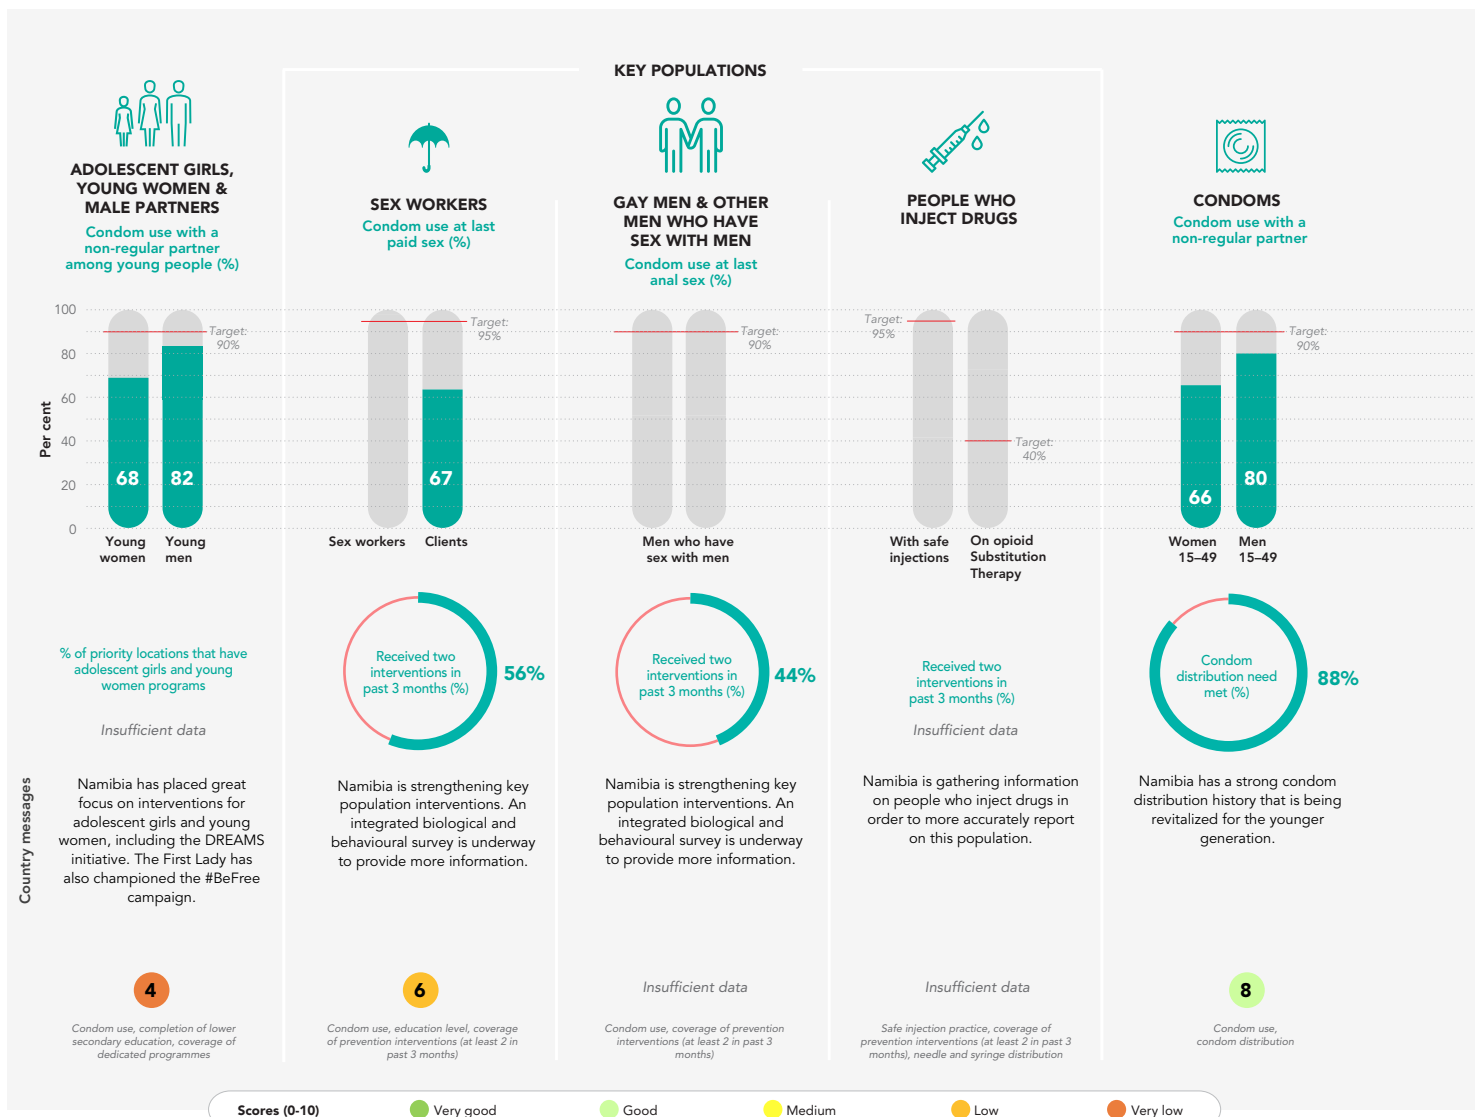 KEY POPULATIONS
ADOLESCENT GIRLS,
YOUNG WOMEN &
MALE PARTNERS
Condom use with a
non-regular partner
among young people (%)
SEX WORKERS
Condom use at last
paid sex (%)
GAY MEN & OTHER
MEN WHO HAVE
SEX WITH MEN
Condom use at last
anal sex (%)
PEOPLE WHO
INJECT DRUGS
CONDOMS
Condom use with a
non-regular partner
Per cent
100
80
60
40
20
0
Target:
90%
68
82
Young
women
Young
men
Target:
95%
67
Sex workers
Clients
Target:
90%
Men who have
sex with men
Target:
95%
Target:
40%
With safe
injections
On opioid
Substitution
Therapy
Target:
90%
66
80
Women
15–49
Men
15–49
% of priority locations that have
adolescent girls and young
women programs
Insufficient data
Received two
interventions in
past 3 months (%)
56%
Received two
interventions in
past 3 months (%)
44%
Received two
interventions in
past 3 months (%)
Insufficient data
Condom
distribution need
met (%)
88%
Country messages
Namibia has placed great
focus on interventions for
adolescent girls and young
women, including the DREAMS
initiative. The First Lady has
also championed the #BeFree
campaign.
Namibia is strengthening key
population interventions. An
integrated biological and
behavioural survey is underway
to provide more information.
Namibia is strengthening key
population interventions. An
integrated biological and
behavioural survey is underway
to provide more information.
Namibia is gathering information
on people who inject drugs in
order to more accurately report
on this population.
Namibia has a strong condom
distribution history that is being
revitalized for the younger
generation.
4
Condom use, completion of lower
secondary education, coverage of
dedicated programmes
6
Condom use, education level, coverage
of prevention interventions (at least 2 in
past 3 months)
Insufficient data
Condom use, coverage of prevention
interventions (at least 2 in past 3
months)
Insufficient data
Safe injection practice, coverage of
prevention interventions (at least 2 in past 3
months), needle and syringe distribution
8
Condom use,
condom distribution
Scores (0-10)
Very good
Good
Medium
Low
Very low